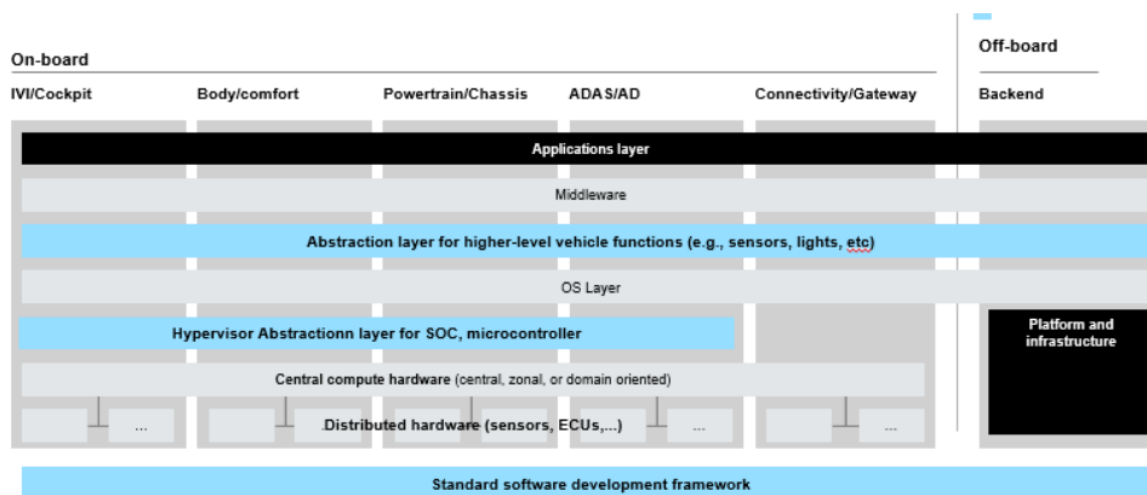 On-board
Off-board
IVI/Cockpit
Body/comfort
Powertrain/Chassis
ADAS/AD
Connectivity/Gateway
Backend
Applications layer
Middleware
Abstraction layer for higher-level vehicle functions (e.g., sensors, lights, etc)
OS Layer
Hypervisor Abstractionn layer for SOC, microcontroller
Platform and
infrastructure
Central compute hardware (central, zonal, or domain oriented)
...
Distributed hardware (sensors, ECUs,...)
...
...
Standard software development framework